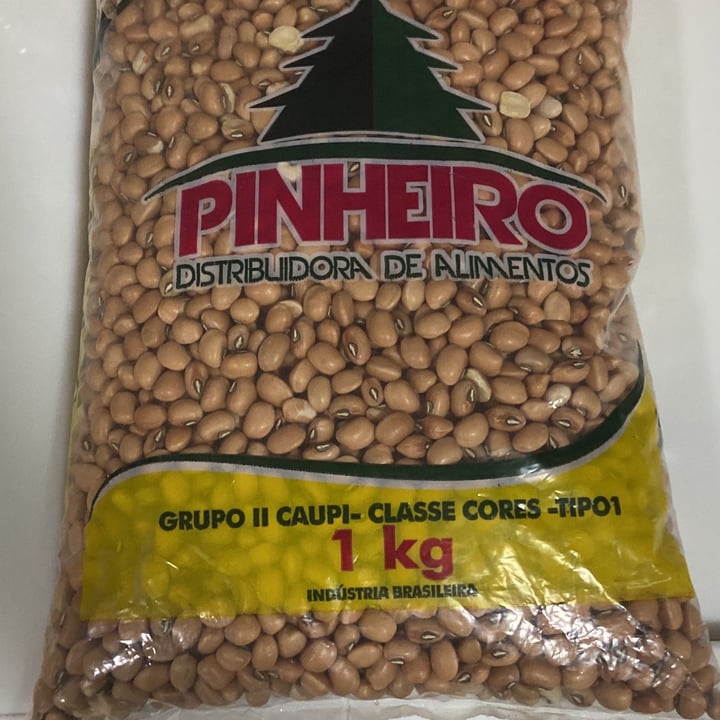 PINHEIRO
DISTRIBUIDORA DE ALIMENTOS
GRUPO II CAUPI- CLASSE CORES -TIPO1
1 kg
INDÚSTRIA BRASILEIRA